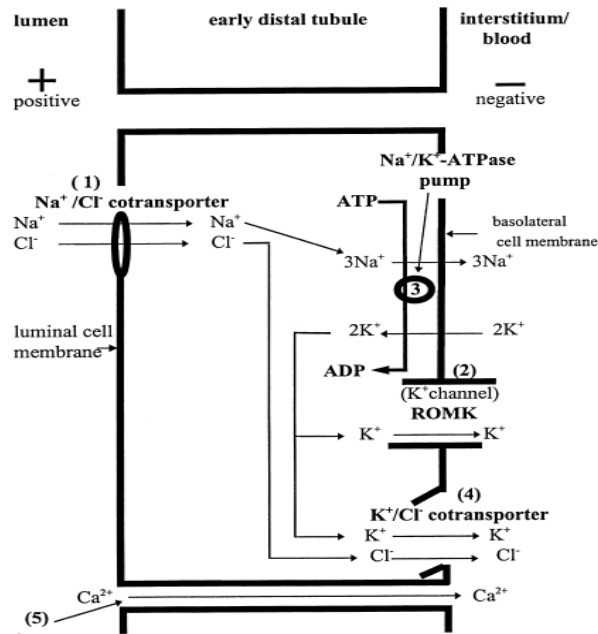 lumen
early distal tubule
interstitium/
blood
+
positive
−
negative
Na⁺/K⁺-ATPase
pump
(1)
Na⁺/Cl⁻ cotransporter
Na⁺ Na⁺
Cl⁻ Cl⁻
ATP
basolateral
cell membrane
3Na⁺ 3Na⁺
3
luminal cell
membrane
2K⁺ 2K⁺
ADP
(2)
(K⁺channel)
ROMK
K⁺ K⁺
(4)
K⁺/Cl⁻ cotransporter
K⁺ K⁺
Cl⁻ Cl⁻
Ca²⁺ Ca²⁺
(5)